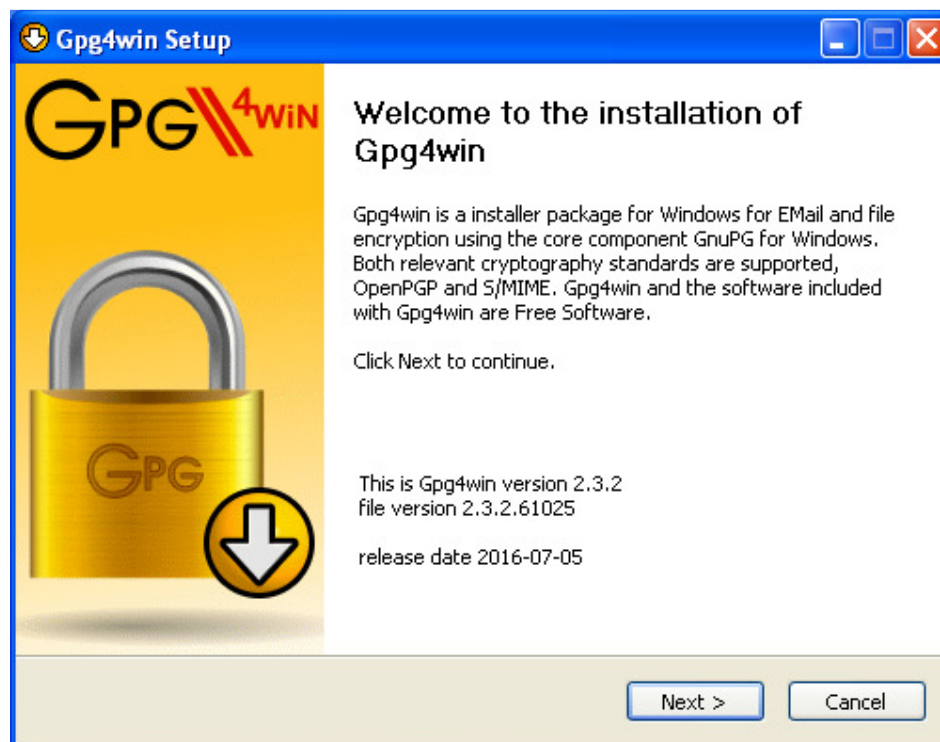 Gpg4win Setup
GPG4WiN
Welcome to the installation of
Gpg4win
Gpg4win is a installer package for Windows for EMail and file
encryption using the core component GnuPG for Windows.
Both relevant cryptography standards are supported,
OpenPGP and S/MIME. Gpg4win and the software included
with Gpg4win are Free Software.
Click Next to continue.
GPG
This is Gpg4win version 2.3.2
file version 2.3.2.61025
release date 2016-07-05
Next >
Cancel